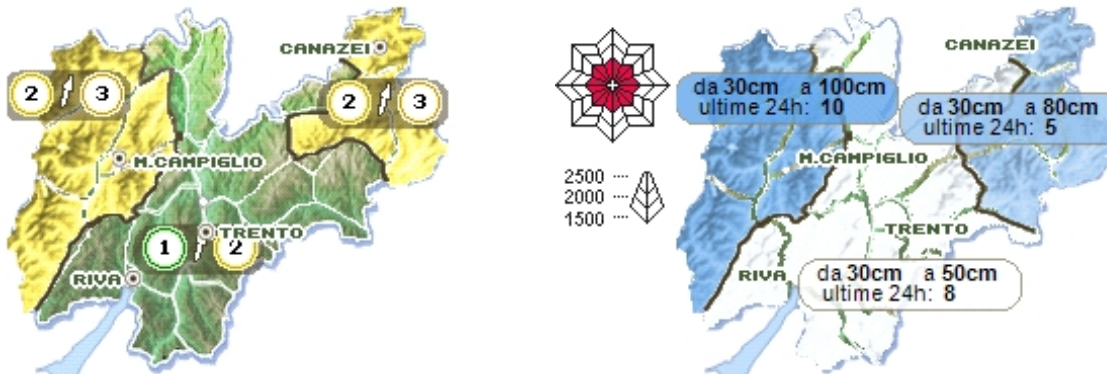 CANAZEI
2 3
2 3
M.CAMPIGLIO
TRENTO
1 2
RIVA
CANAZEI
da 30cm a 100cm
ultime 24h: 10
da 30cm a 80cm
ultime 24h: 5
M.CAMPIGLIO
2500
2000
1500
TRENTO
RIVA
da 30cm a 50cm
ultime 24h: 8